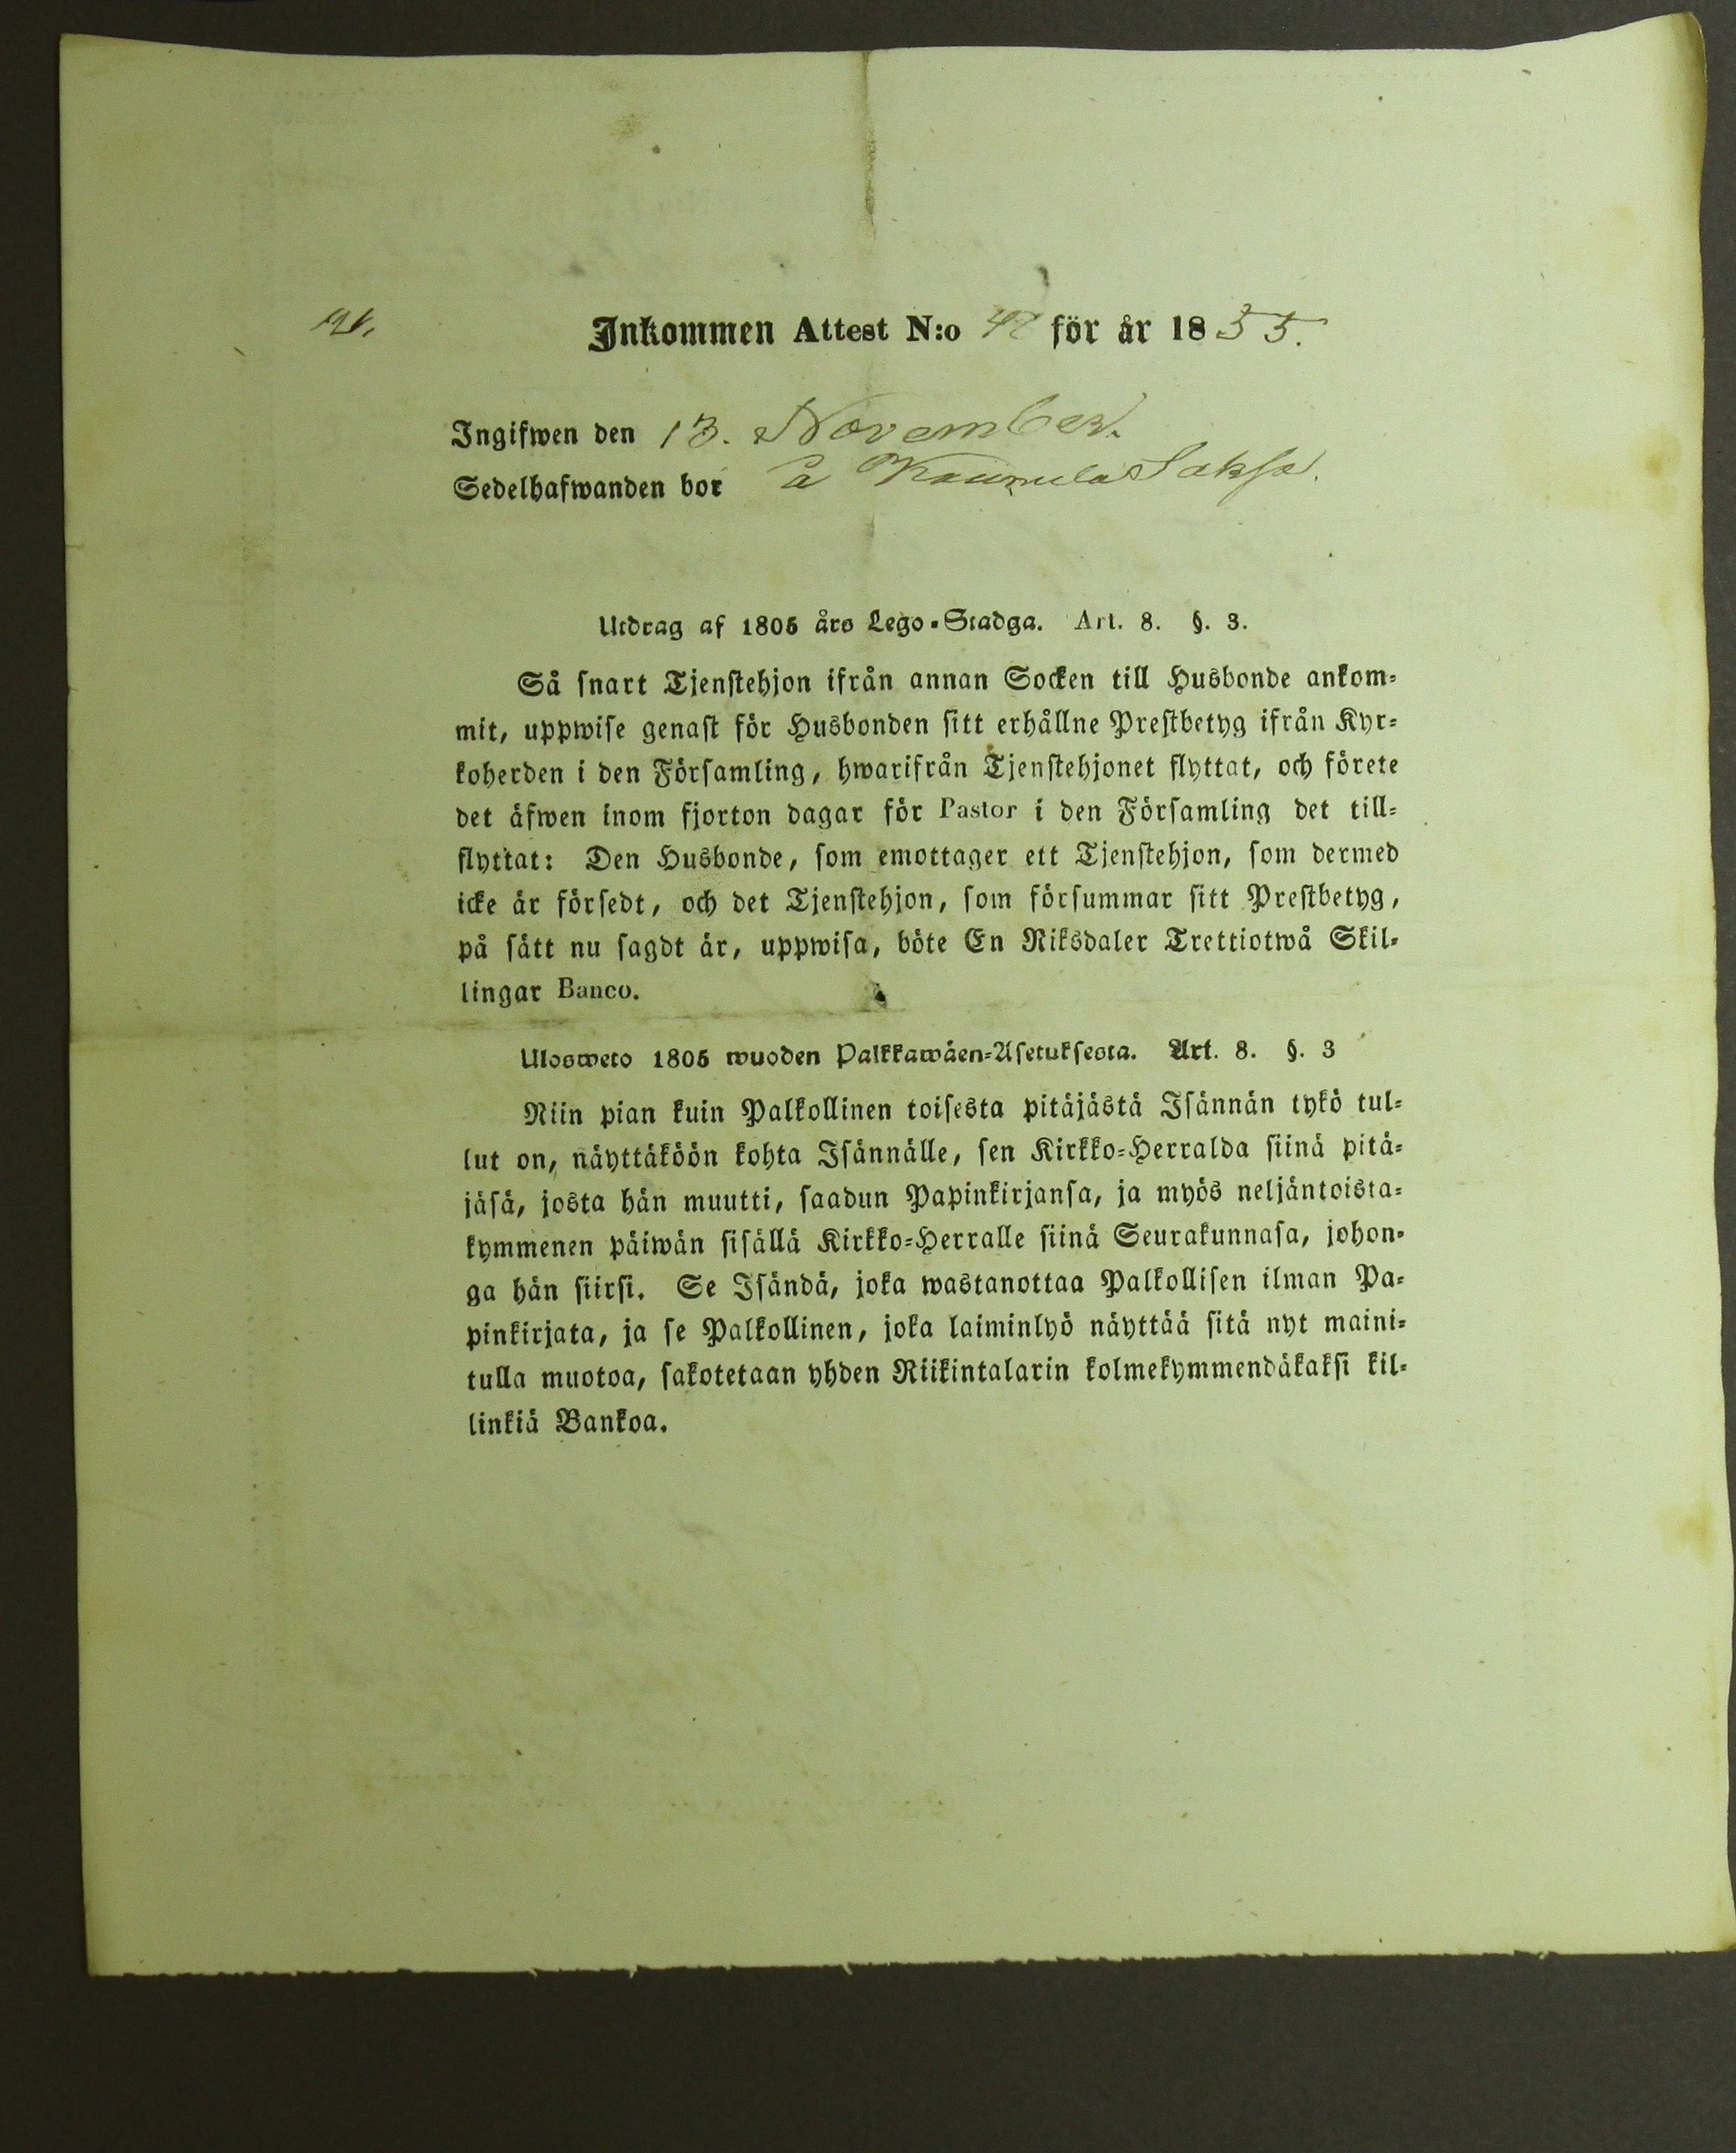 Inkommen Attest N:o 42 för år 1855.
Ingifwen den 13. November.
Sedelhafwanden bor å Kaurula Saksa.
Utdrag af 1805 års Lego-Stadga. Art. 8. §. 3.
Så snart Tjenstehjon ifrån annan Socken till Husbonde ankom-
mit, uppwise genast för Husbonden sitt erhållne Prestbetyg ifrån Kyr-
koherden i den Församling, hwarifrån Tjenstehjonet flyttat, och förete
det äfwen inom fjorton dagar för Pastor i den Församling det till-
flyttat: Den Husbonde, som emottager ett Tjenstehjon, som dermed
icke är försedt, och det Tjenstehjon, som försummar sitt Prestbetyg,
på sätt nu sagdt är, uppwisa, böte En Riksdaler Trettiotwå Skil-
lingar Banco.
Ulosweto 1805 wuoden Palkkawäen-Asetuksesta. Art. 8. §. 3
Niin pian kuin Palkollinen toisesta pitäjästä Isännän tykö tul-
lut on, näyttäköön kohta Isännälle, sen Kirkko-Herralda siinä pitä-
jäsä, josta hän muutti, saadun Papinkirjansa, ja myös neljäntoista-
kymmenen päiwän sisällä Kirkko-Herralle siinä Seurakunnasa, johon-
ga hän siirsi. Se Isändä, joka wastanottaa Palkollisen ilman Pa-
pinkirjata, ja se Palkollinen, joka laiminlyö näyttää sitä nyt maini-
tulla muotoa, sakotetaan yhden Riikintalarin kolmekymmendäkaksi kil-
linkiä Bankoa.